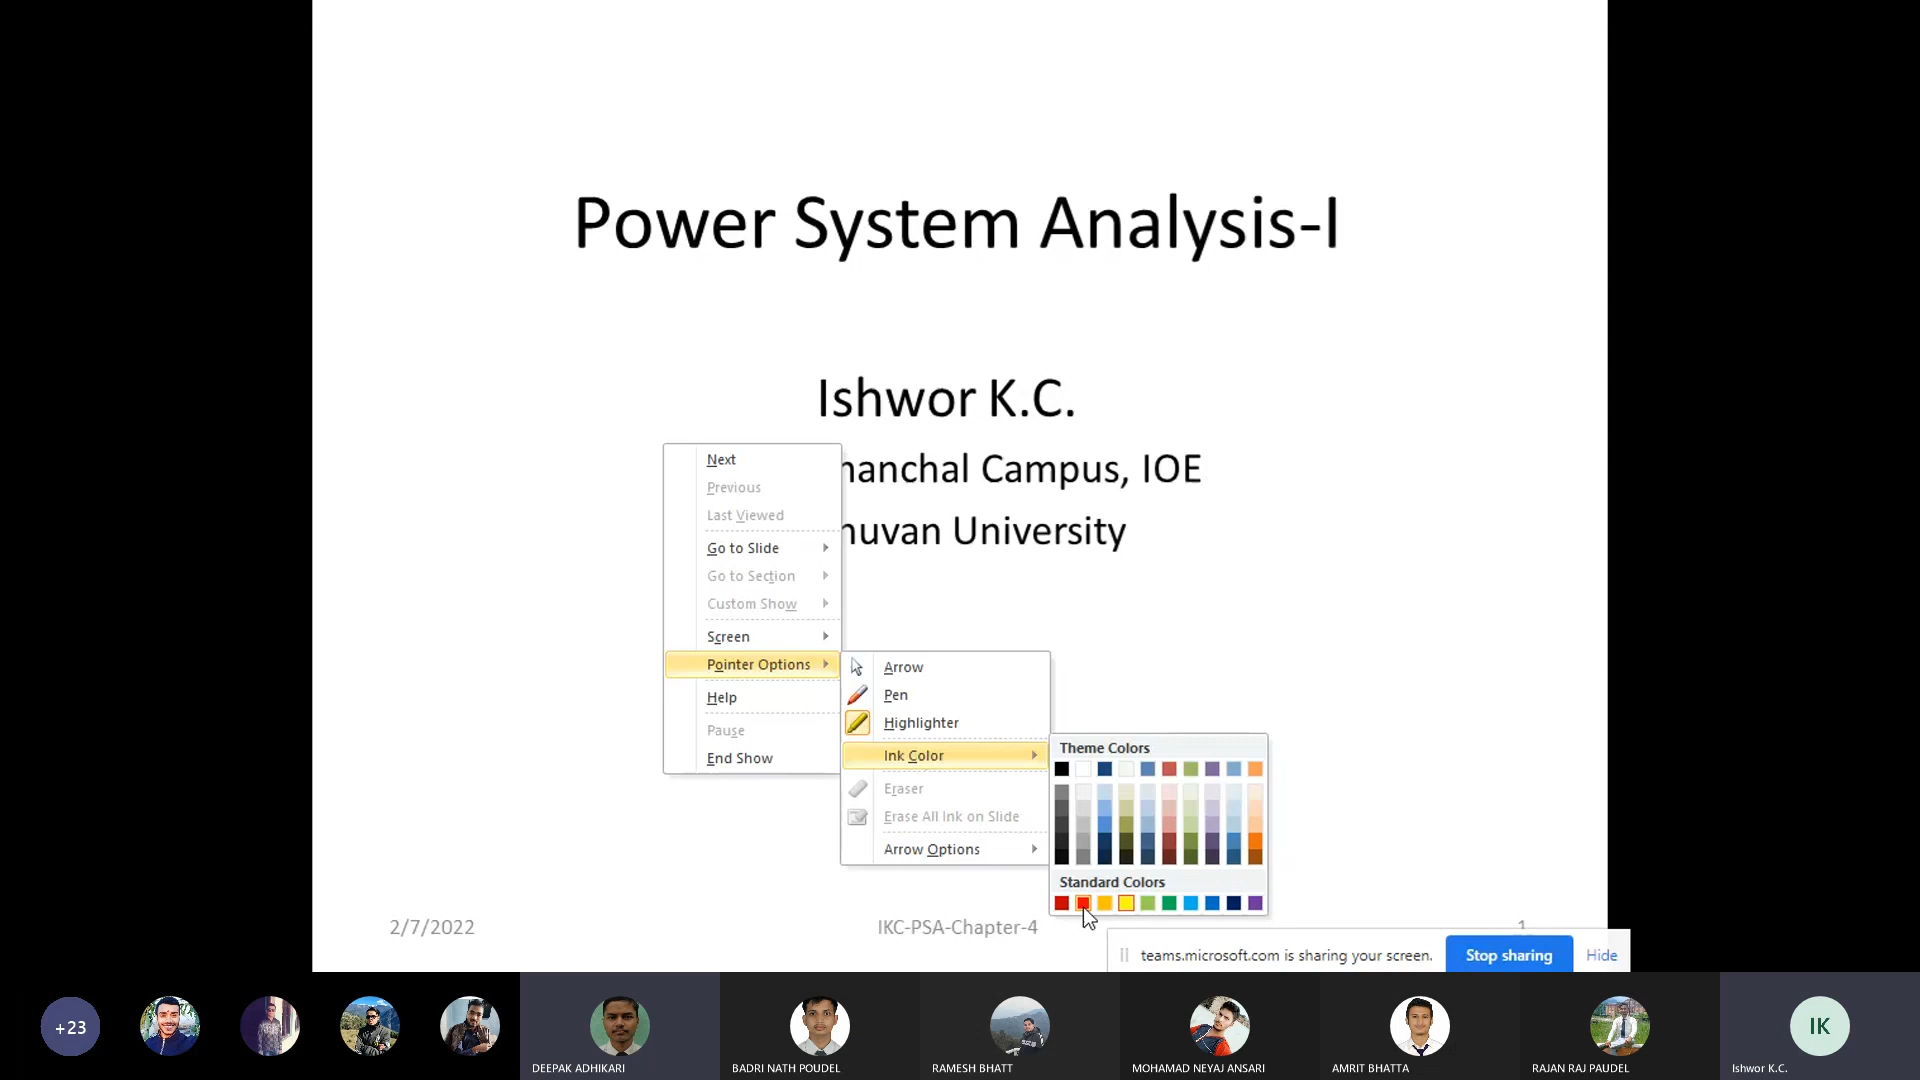 Power System Analysis-I
Ishwor K.C.
hanchal Campus, IOE
huvan University
Next
Previous
Last Viewed
Go to Slide
Go to Section
Custom Show
Screen
Pointer Options
Help
Pause
End Show
Arrow
Pen
Highlighter
Ink Color
Eraser
Erase All Ink on Slide
Arrow Options
Theme Colors
Standard Colors
2/7/2022
IKC-PSA-Chapter-4
1
teams.microsoft.com is sharing your screen.
Stop sharing
Hide
+23
DEEPAK ADHIKARI
BADRI NATH POUDEL
RAMESH BHATT
MOHAMAD NEYAJ ANSARI
AMRIT BHATTA
RAJAN RAJ PAUDEL
IK
Ishwor K.C.